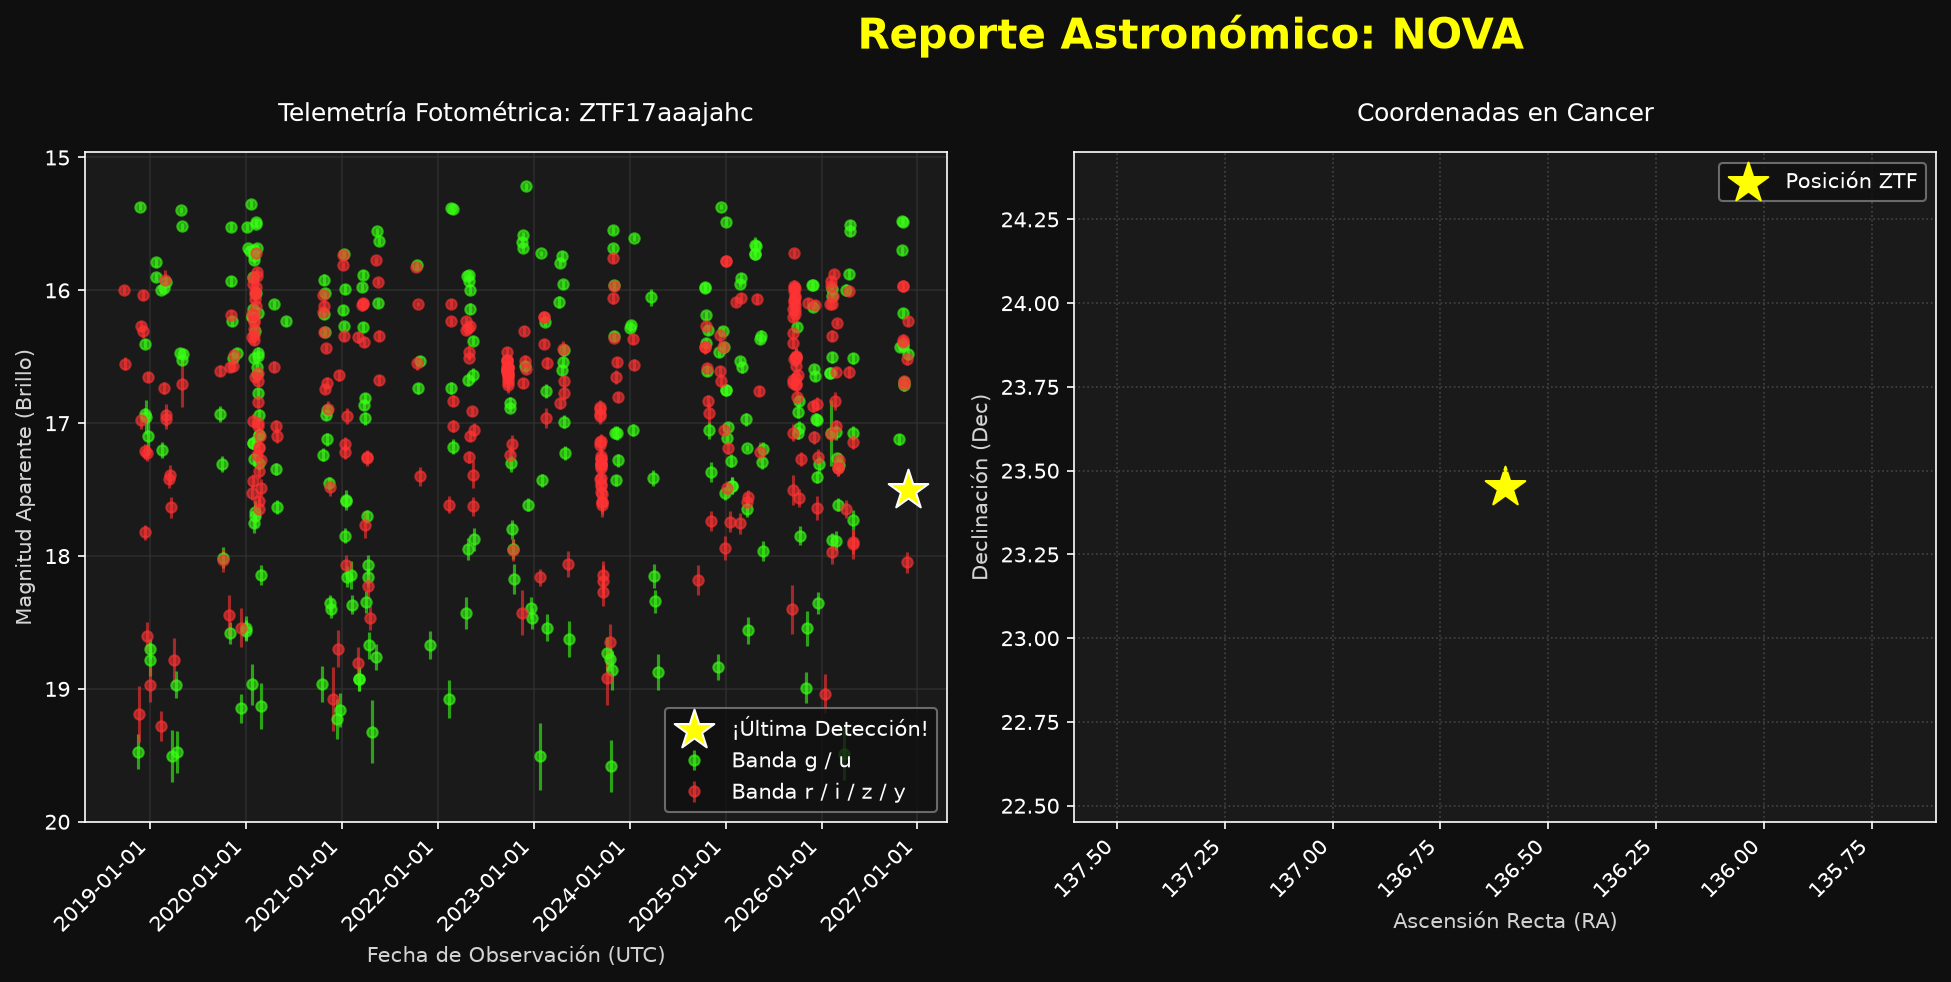 Reporte Astronómico: NOVA
Telemetría Fotométrica: ZTF17aaajahc
Magnitud Aparente (Brillo)
15
16
17
18
19
20
¡Última Detección!
Banda g / u
Banda r / i / z / y
2019-01-01
2020-01-01
2021-01-01
2022-01-01
2023-01-01
2024-01-01
2025-01-01
2026-01-01
2027-01-01
Fecha de Observación (UTC)
Coordenadas en Cancer
Posición ZTF
Declinación (Dec)
24.25
24.00
23.75
23.50
23.25
23.00
22.75
22.50
137.50
137.25
137.00
136.75
136.50
136.25
136.00
135.75
Ascensión Recta (RA)